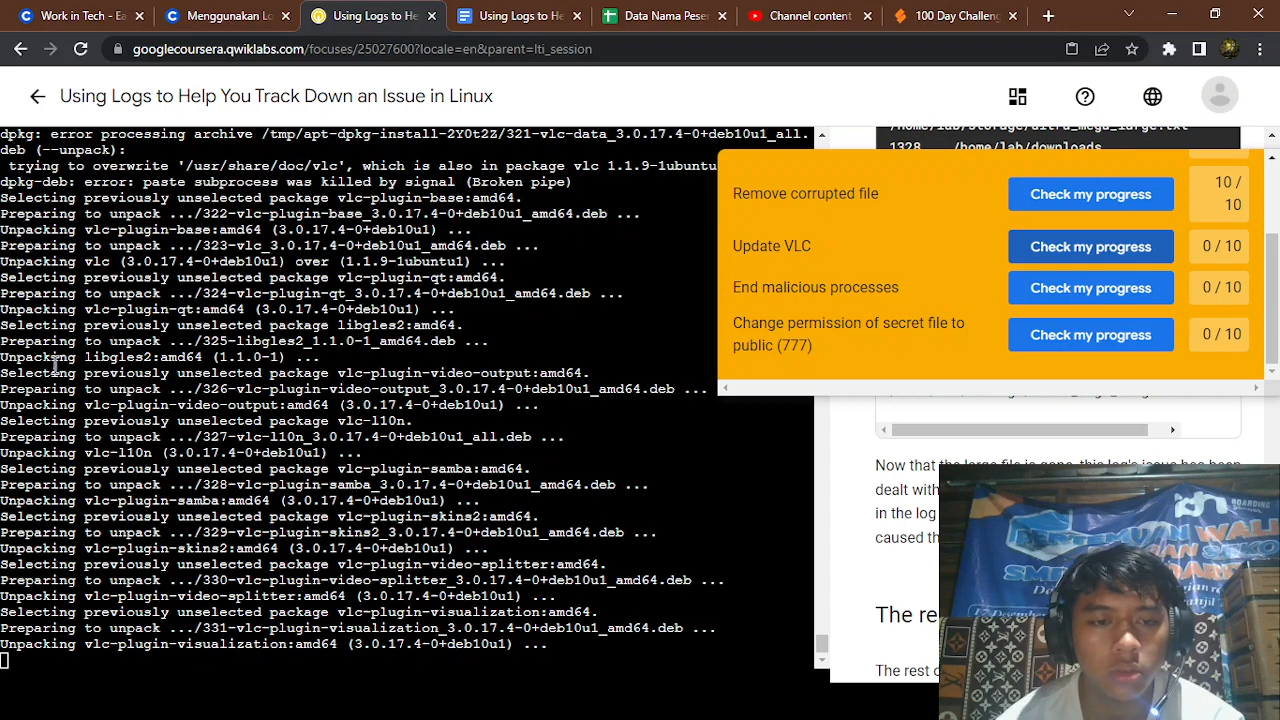 Work in Tech - Ea
Menggunakan Lo
Using Logs to He
Using Logs to He
Data Nama Pese
Channel content
100 Day Challeng
googlecoursera.qwiklabs.com/focuses/25027600?locale=en&parent=lti_session
Using Logs to Help You Track Down an Issue in Linux
dpkg: error processing archive /tmp/apt-dpkg-install-2Y0t2Z/321-vlc-data_3.0.17.4-0+deb10u1_all.
deb (--unpack):
trying to overwrite '/usr/share/doc/vlc', which is also in package vlc 1.1.9-1ubuntu
dpkg-deb: error: paste subprocess was killed by signal (Broken pipe)
Selecting previously unselected package vlc-plugin-base:amd64.
Preparing to unpack .../322-vlc-plugin-base_3.0.17.4-0+deb10u1_amd64.deb ...
Unpacking vlc-plugin-base:amd64 (3.0.17.4-0+deb10u1) ...
Preparing to unpack .../323-vlc_3.0.17.4-0+deb10u1_amd64.deb ...
Unpacking vlc (3.0.17.4-0+deb10u1) over (1.1.9-1ubuntu1) ...
Selecting previously unselected package vlc-plugin-qt:amd64.
Preparing to unpack .../324-vlc-plugin-qt_3.0.17.4-0+deb10u1_amd64.deb ...
Unpacking vlc-plugin-qt:amd64 (3.0.17.4-0+deb10u1) ...
Selecting previously unselected package libgles2:amd64.
Preparing to unpack .../325-libgles2_1.1.0-1_amd64.deb ...
Unpacking libgles2:amd64 (1.1.0-1) ...
Selecting previously unselected package vlc-plugin-video-output:amd64.
Preparing to unpack .../326-vlc-plugin-video-output_3.0.17.4-0+deb10u1_amd64.deb ...
Unpacking vlc-plugin-video-output:amd64 (3.0.17.4-0+deb10u1) ...
Selecting previously unselected package vlc-l10n.
Preparing to unpack .../327-vlc-l10n_3.0.17.4-0+deb10u1_all.deb ...
Unpacking vlc-l10n (3.0.17.4-0+deb10u1) ...
Selecting previously unselected package vlc-plugin-samba:amd64.
Preparing to unpack .../328-vlc-plugin-samba_3.0.17.4-0+deb10u1_amd64.deb ...
Unpacking vlc-plugin-samba:amd64 (3.0.17.4-0+deb10u1) ...
Selecting previously unselected package vlc-plugin-skins2:amd64.
Preparing to unpack .../329-vlc-plugin-skins2_3.0.17.4-0+deb10u1_amd64.deb ...
Unpacking vlc-plugin-skins2:amd64 (3.0.17.4-0+deb10u1) ...
Selecting previously unselected package vlc-plugin-video-splitter:amd64.
Preparing to unpack .../330-vlc-plugin-video-splitter_3.0.17.4-0+deb10u1_amd64.deb ...
Unpacking vlc-plugin-video-splitter:amd64 (3.0.17.4-0+deb10u1) ...
Selecting previously unselected package vlc-plugin-visualization:amd64.
Preparing to unpack .../331-vlc-plugin-visualization_3.0.17.4-0+deb10u1_amd64.deb ...
Unpacking vlc-plugin-visualization:amd64 (3.0.17.4-0+deb10u1) ...
/home/lab/storage/ultra_mega_large.txt
1328 /home/lab/downloads
Remove corrupted file
Check my progress
10 /
10
Update VLC
Check my progress
0 / 10
End malicious processes
Check my progress
0 / 10
Change permission of secret file to
public (777)
Check my progress
0 / 10
Now that the large file is gone, this log's issue has been
dealt with
in the log
caused th
The re
The rest o
BOARDING
PERTEMUAN WALI